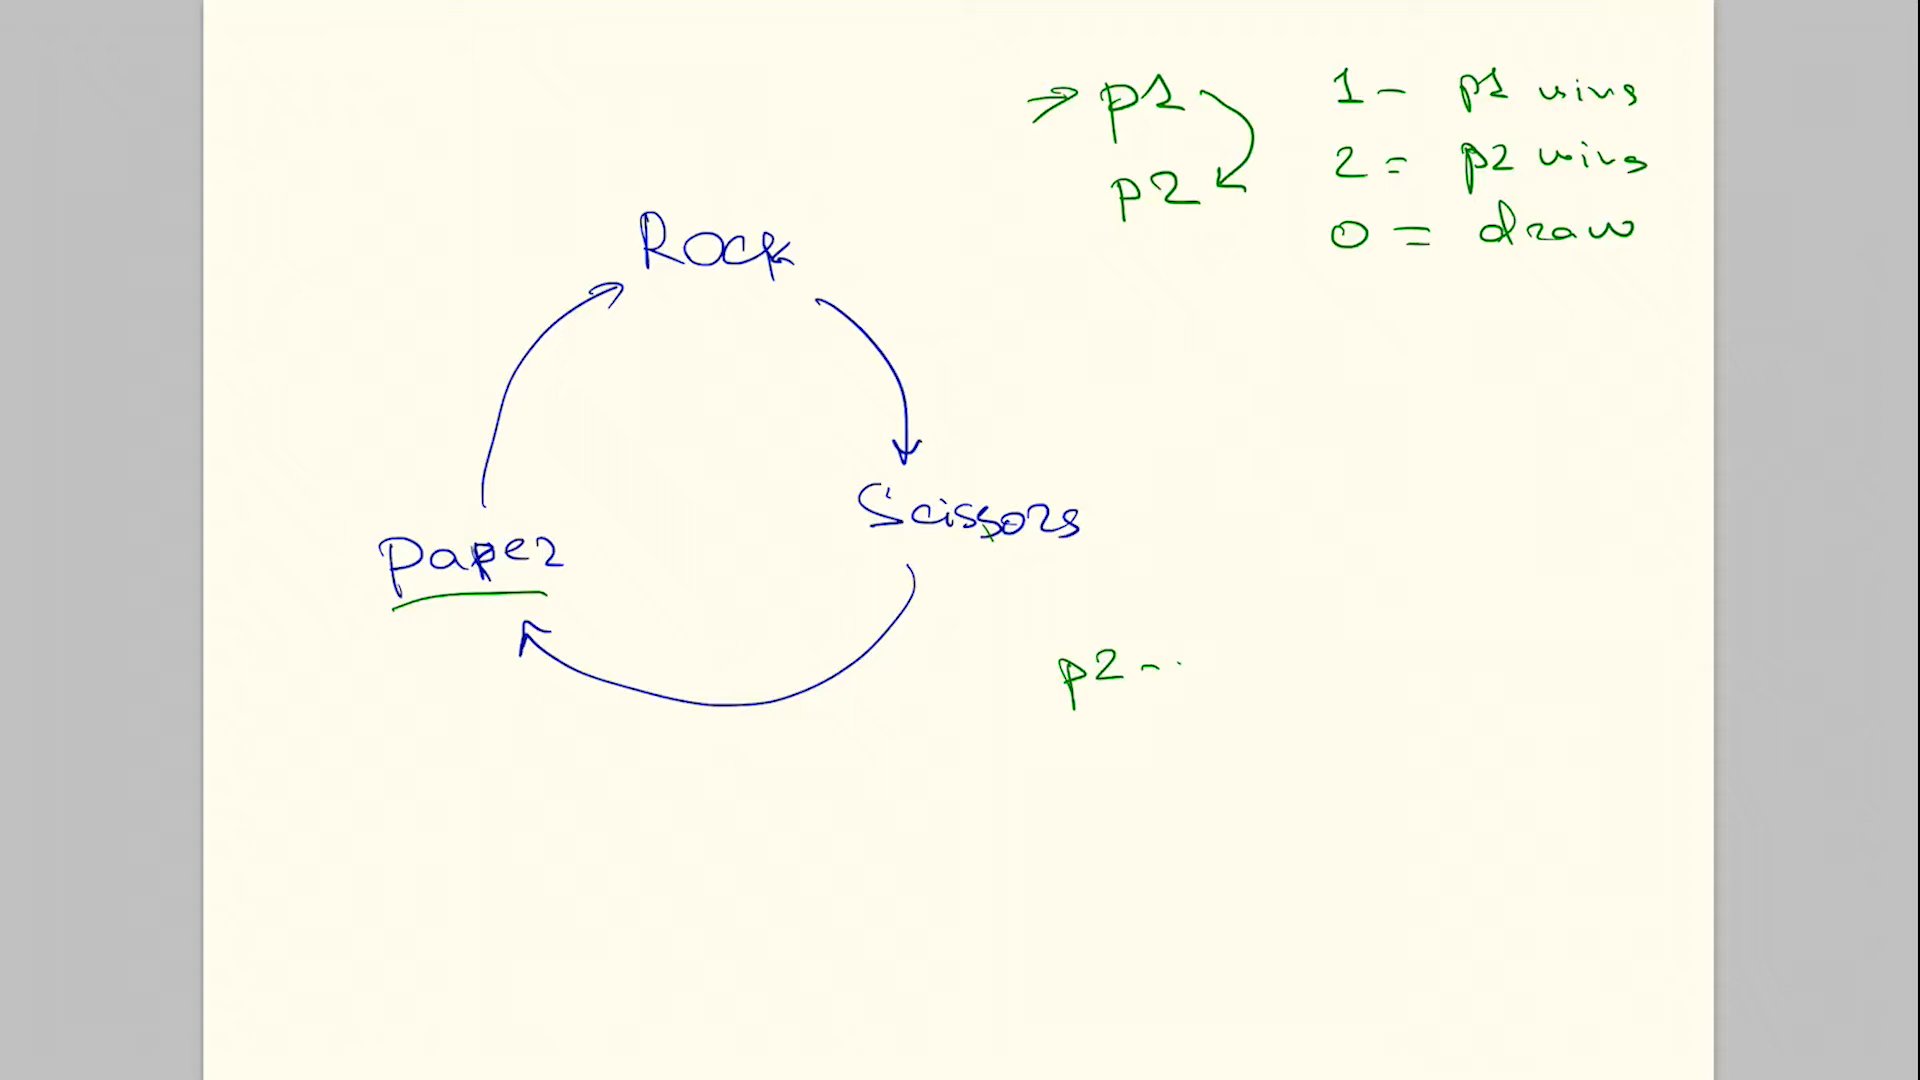 p1
p2
1 - p1 wins
2 = p2 wins
0 = draw
Rock
Scissors
Paper
p2 -